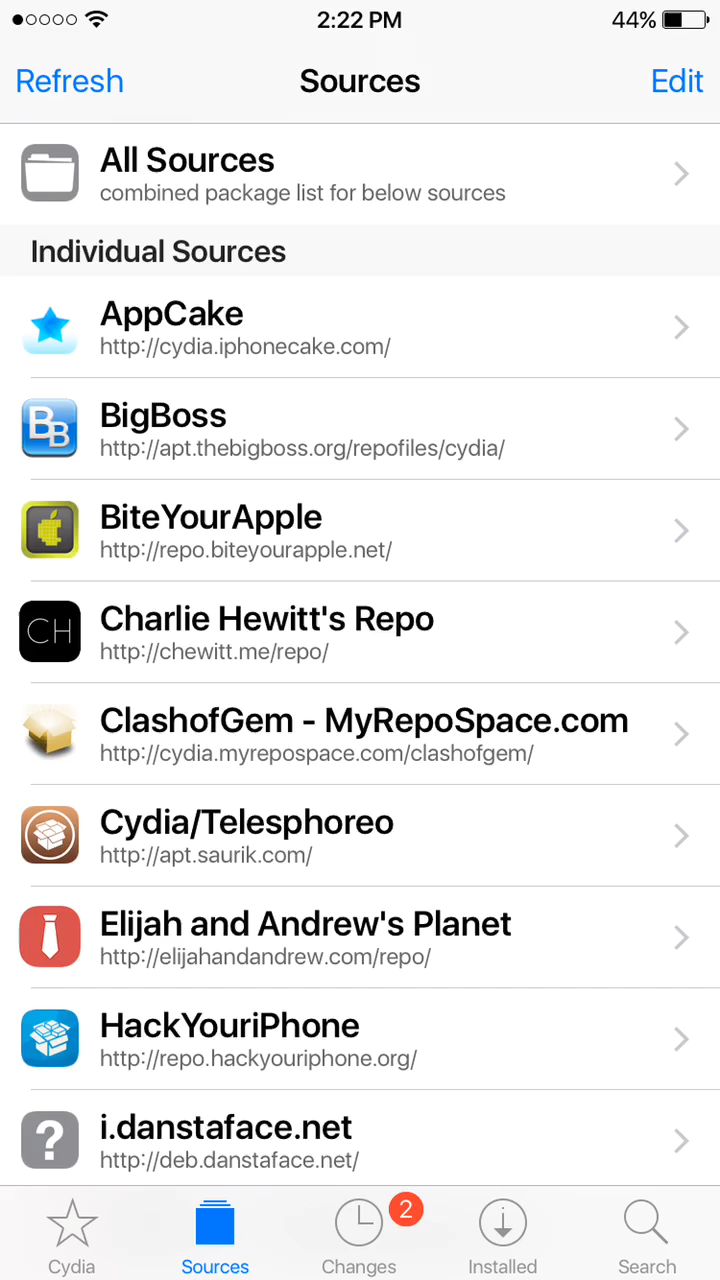 2:22 PM
44%
Refresh
Sources
Edit
All Sources
combined package list for below sources
Individual Sources
AppCake
http://cydia.iphonecake.com/
BB
BigBoss
http://apt.thebigboss.org/repofiles/cydia/
BiteYourApple
http://repo.biteyourapple.net/
CH
Charlie Hewitt's Repo
http://chewitt.me/repo/
ClashofGem - MyRepoSpace.com
http://cydia.myrepospace.com/clashofgem/
Cydia/Telesphoreo
http://apt.saurik.com/
Elijah and Andrew's Planet
http://elijahandandrew.com/repo/
HackYouriPhone
http://repo.hackyouriphone.org/
?
i.danstaface.net
http://deb.danstaface.net/
2
Cydia
Sources
Changes
Installed
Search